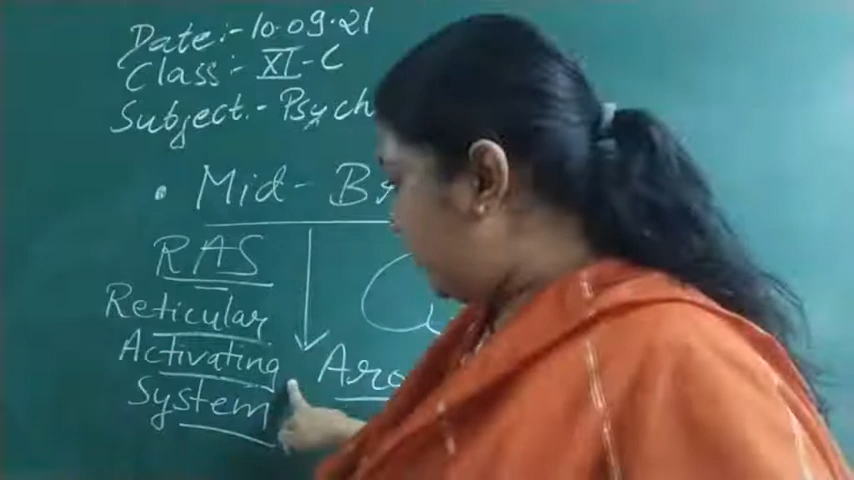 Date:- 10.09.21
Class:- XI-C
Subject:- Psych
• Mid-Br
RAS
Reticular
Activating
System
Aro